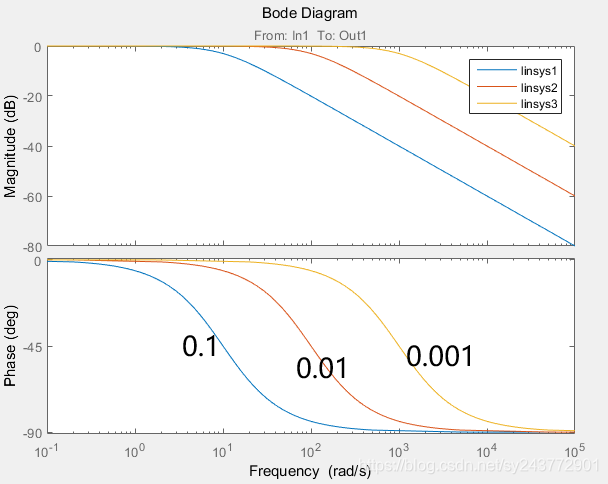 Bode Diagram
From: In1 To: Out1
Magnitude (dB)
0
-20
-40
-60
-80
linsys1
linsys2
linsys3
Phase (deg)
0
-45
-90
0.1
0.01
0.001
10^-1
10^0
10^1
10^2
10^3
10^4
10^5
Frequency (rad/s)
https://blog.csdn.net/sy243772901